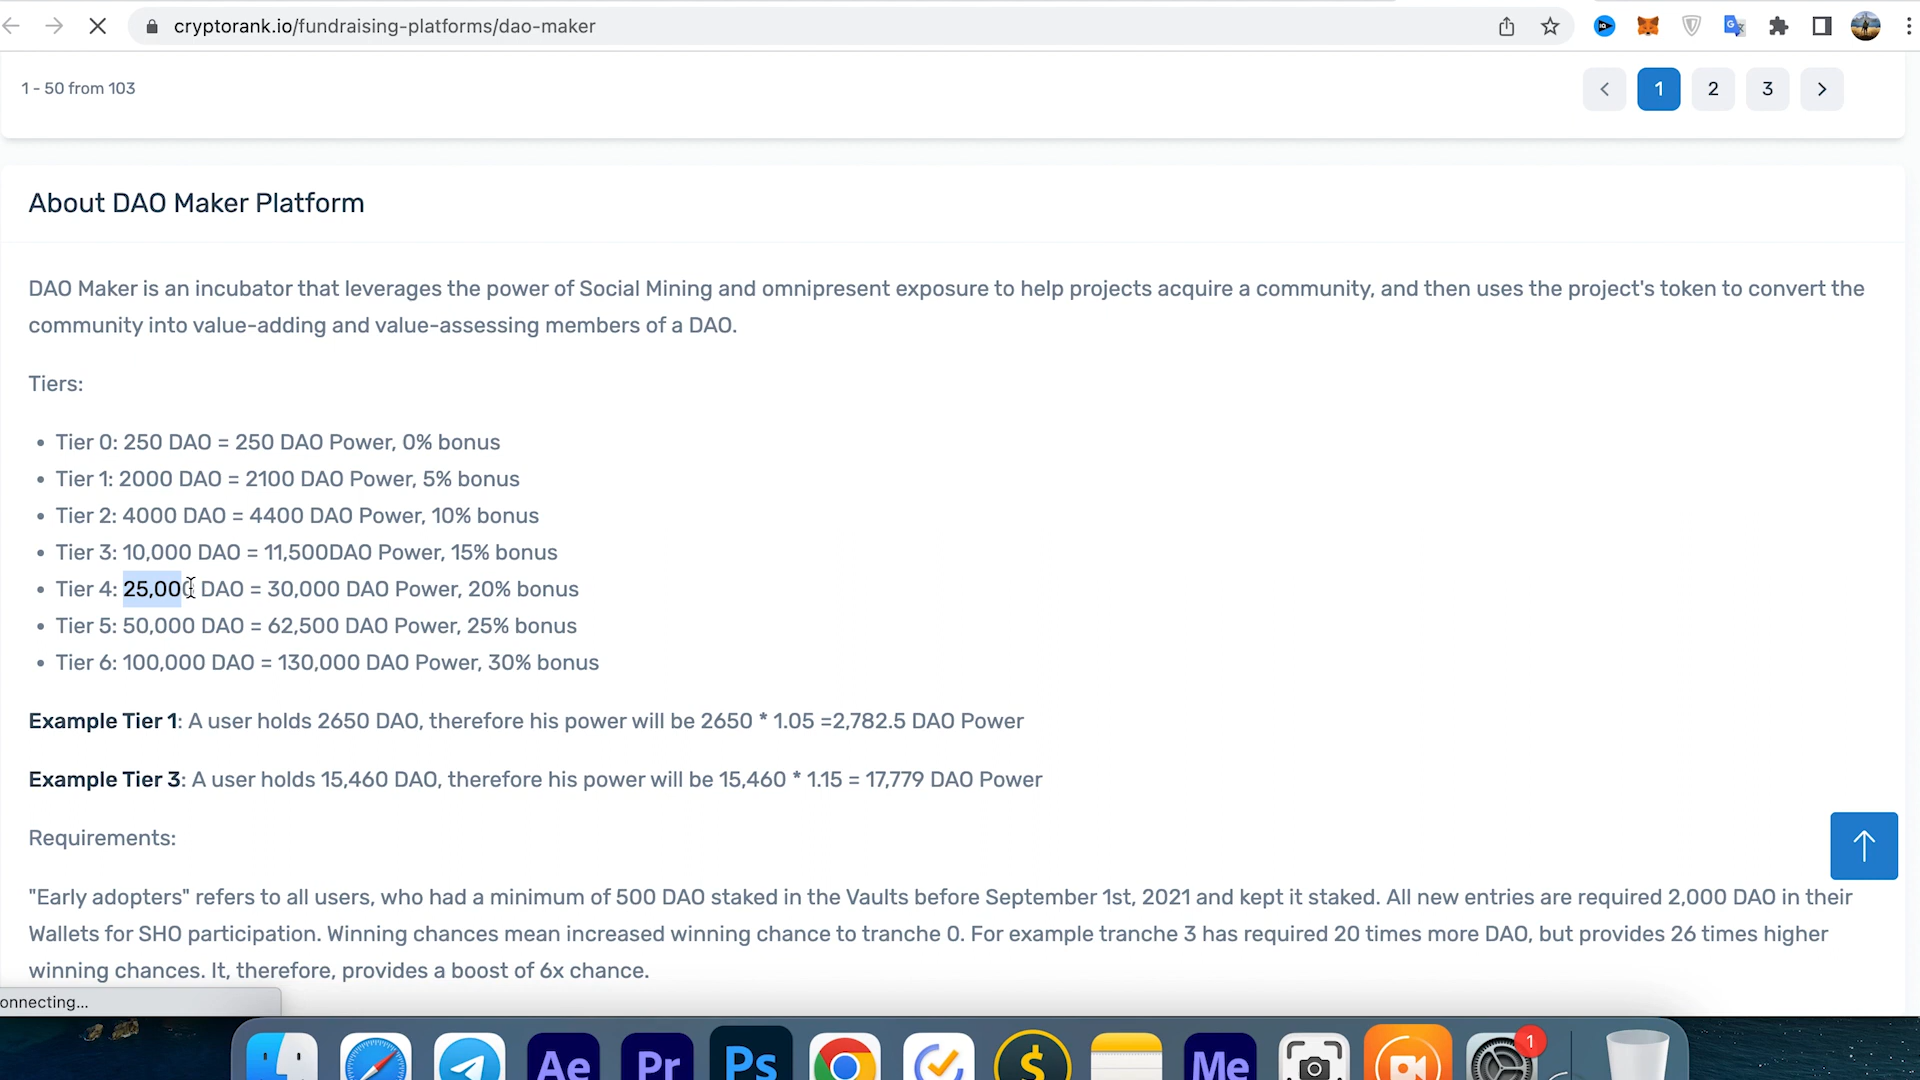 cryptorank.io/fundraising-platforms/dao-maker
1 - 50 from 103
1
2
3
About DAO Maker Platform
DAO Maker is an incubator that leverages the power of Social Mining and omnipresent exposure to help projects acquire a community, and then uses the project's token to convert the
community into value-adding and value-assessing members of a DAO.
Tiers:
• Tier 0: 250 DAO = 250 DAO Power, 0% bonus
• Tier 1: 2000 DAO = 2100 DAO Power, 5% bonus
• Tier 2: 4000 DAO = 4400 DAO Power, 10% bonus
• Tier 3: 10,000 DAO = 11,500DAO Power, 15% bonus
• Tier 4: 25,000 DAO = 30,000 DAO Power, 20% bonus
• Tier 5: 50,000 DAO = 62,500 DAO Power, 25% bonus
• Tier 6: 100,000 DAO = 130,000 DAO Power, 30% bonus
Example Tier 1: A user holds 2650 DAO, therefore his power will be 2650 * 1.05 =2,782.5 DAO Power
Example Tier 3: A user holds 15,460 DAO, therefore his power will be 15,460 * 1.15 = 17,779 DAO Power
Requirements:
"Early adopters" refers to all users, who had a minimum of 500 DAO staked in the Vaults before September 1st, 2021 and kept it staked. All new entries are required 2,000 DAO in their
Wallets for SHO participation. Winning chances mean increased winning chance to tranche 0. For example tranche 3 has required 20 times more DAO, but provides 26 times higher
winning chances. It, therefore, provides a boost of 6x chance.
onnecting...
Ae
Pr
Ps
$
Me
1